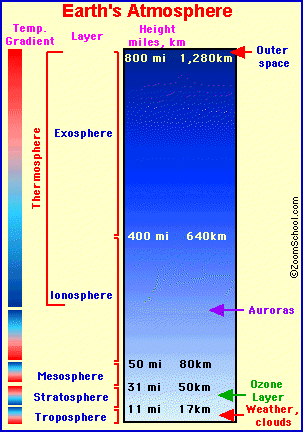 Earth's Atmosphere
Temp.
Gradient
Layer
Height
miles, km
800 mi 1,280km
Outer
space
Thermosphere
Exosphere
400 mi 640km
©ZoomSchool.com
Ionosphere
Auroras
50 mi 80km
Mesosphere
31 mi 50km
Ozone
Layer
Stratosphere
11 mi 17km
Weather,
clouds
Troposphere